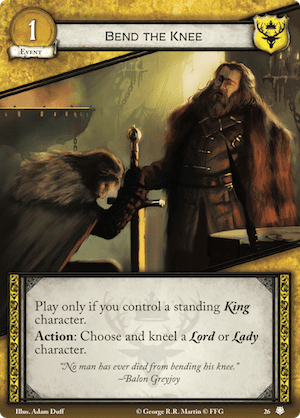 1
Event
Bend the Knee
Play only if you control a standing King
character.
Action: Choose and kneel a Lord or Lady
character.
"No man has ever died from bending his knee."
–Balon Greyjoy
Illus. Adam Duff
© George R.R. Martin © FFG
26